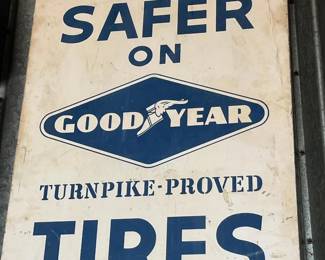 SAFER
ON
GOOD YEAR
TURNPIKE-PROVED
TIRES